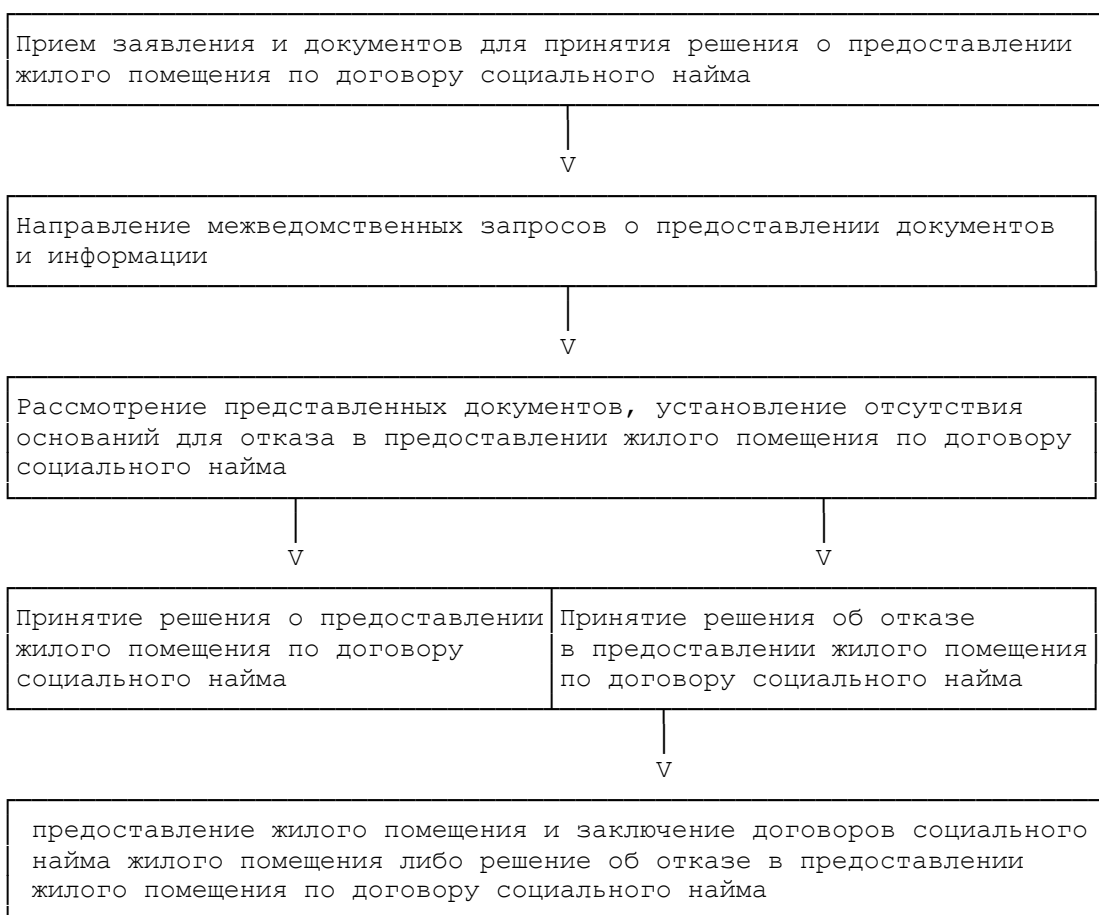 Прием заявления и документов для принятия решения о предоставлении
жилого помещения по договору социального найма
V
Направление межведомственных запросов о предоставлении документов
и информации
V
Рассмотрение представленных документов, установление отсутствия
оснований для отказа в предоставлении жилого помещения по договору
социального найма
V
V
Принятие решения о предоставлении
жилого помещения по договору
социального найма
Принятие решения об отказе
в предоставлении жилого помещения
по договору социального найма
V
предоставление жилого помещения и заключение договоров социального
найма жилого помещения либо решение об отказе в предоставлении
жилого помещения по договору социального найма